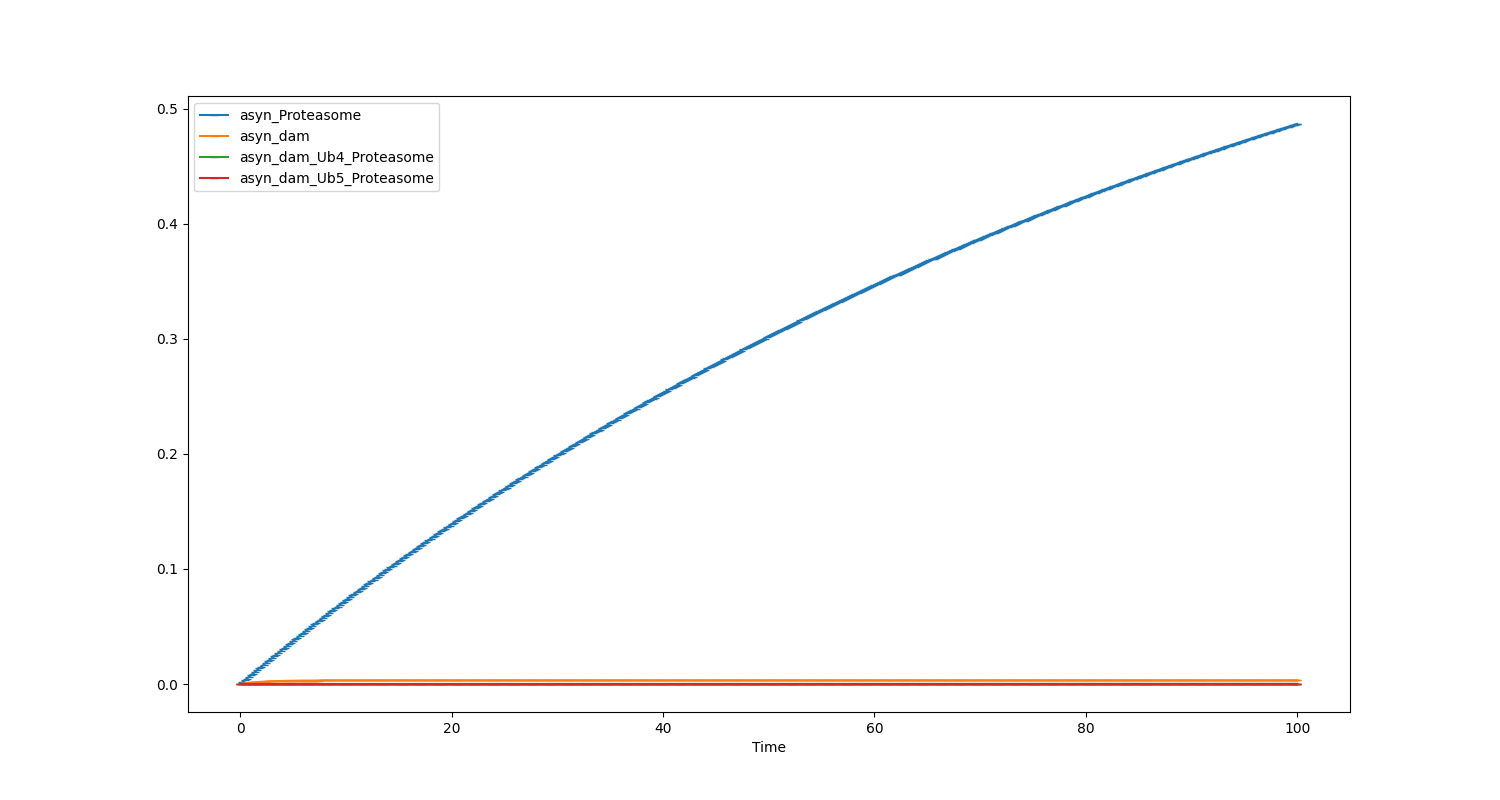 asyn_Proteasome
asyn_dam
asyn_dam_Ub4_Proteasome
asyn_dam_Ub5_Proteasome
0.5
0.4
0.3
0.2
0.1
0.0
0 20 40 60 80 100
Time